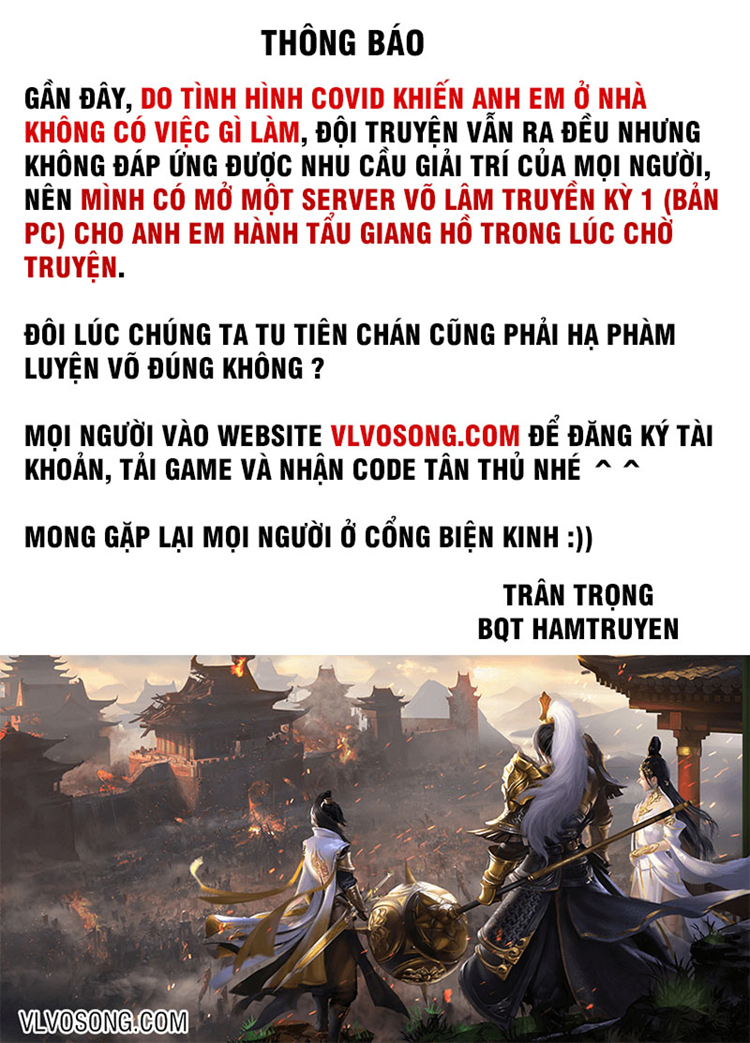 THÔNG BÁO
GẦN ĐÂY, DO TÌNH HÌNH COVID KHIẾN ANH EM Ở NHÀ
KHÔNG CÓ VIỆC GÌ LÀM, ĐỘI TRUYỆN VẪN RA ĐỀU NHƯNG
KHÔNG ĐÁP ỨNG ĐƯỢC NHU CẦU GIẢI TRÍ CỦA MỌI NGƯỜI,
NÊN MÌNH CÓ MỞ MỘT SERVER VÕ LÂM TRUYỀN KỲ 1 (BẢN
PC) CHO ANH EM HÀNH TẨU GIANG HỒ TRONG LÚC CHỜ
TRUYỆN.
ĐÔI LÚC CHÚNG TA TU TIÊN CHÁN CŨNG PHẢI HẠ PHÀM
LUYỆN VÕ ĐÚNG KHÔNG ?
MỌI NGƯỜI VÀO WEBSITE VLVOSONG.COM ĐỂ ĐĂNG KÝ TÀI
KHOẢN, TẢI GAME VÀ NHẬN CODE TÂN THỦ NHÉ ^ ^
MONG GẶP LẠI MỌI NGƯỜI Ở CỔNG BIỆN KINH :))
TRÂN TRỌNG
BQT HAMTRUYEN
VLVOSONG.COM